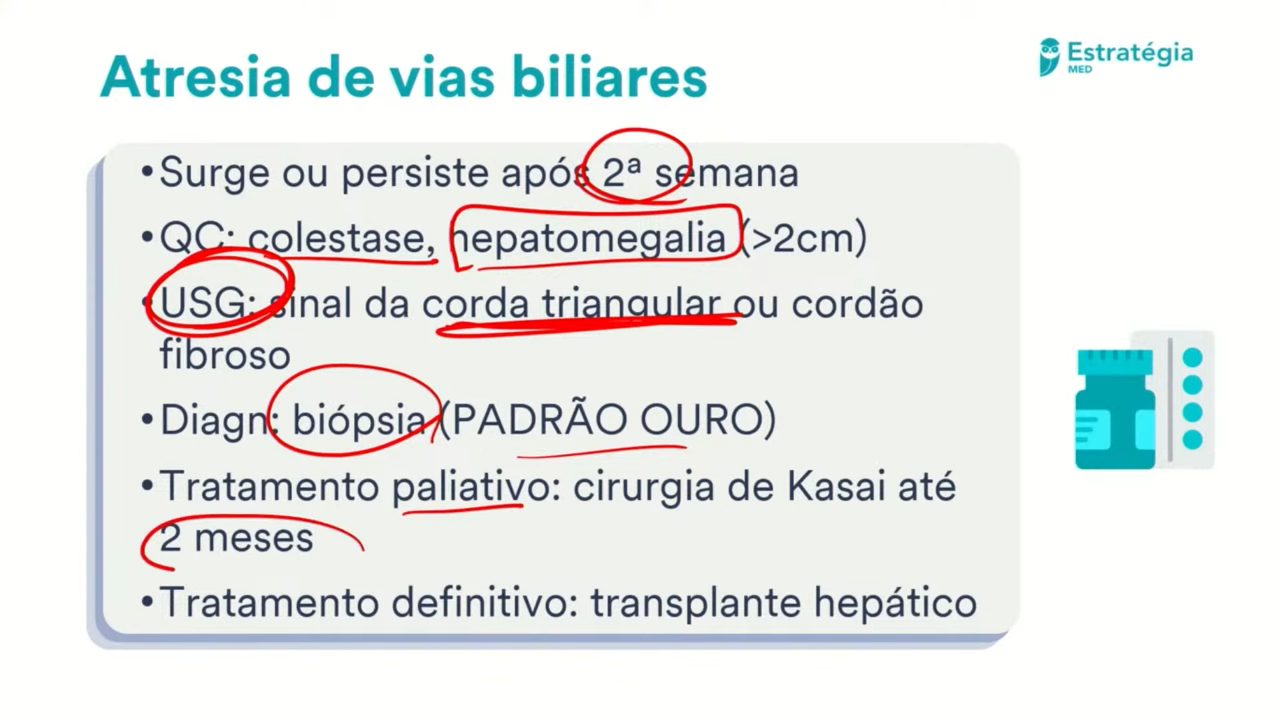 Atresia de vias biliares
Estratégia
MED
•Surge ou persiste após 2ª semana
•QC: colestase, hepatomegalia (>2cm)
•USG: sinal da corda triangular ou cordão
fibroso
•Diagn: biópsia (PADRÃO OURO)
•Tratamento paliativo: cirurgia de Kasai até
2 meses
•Tratamento definitivo: transplante hepático